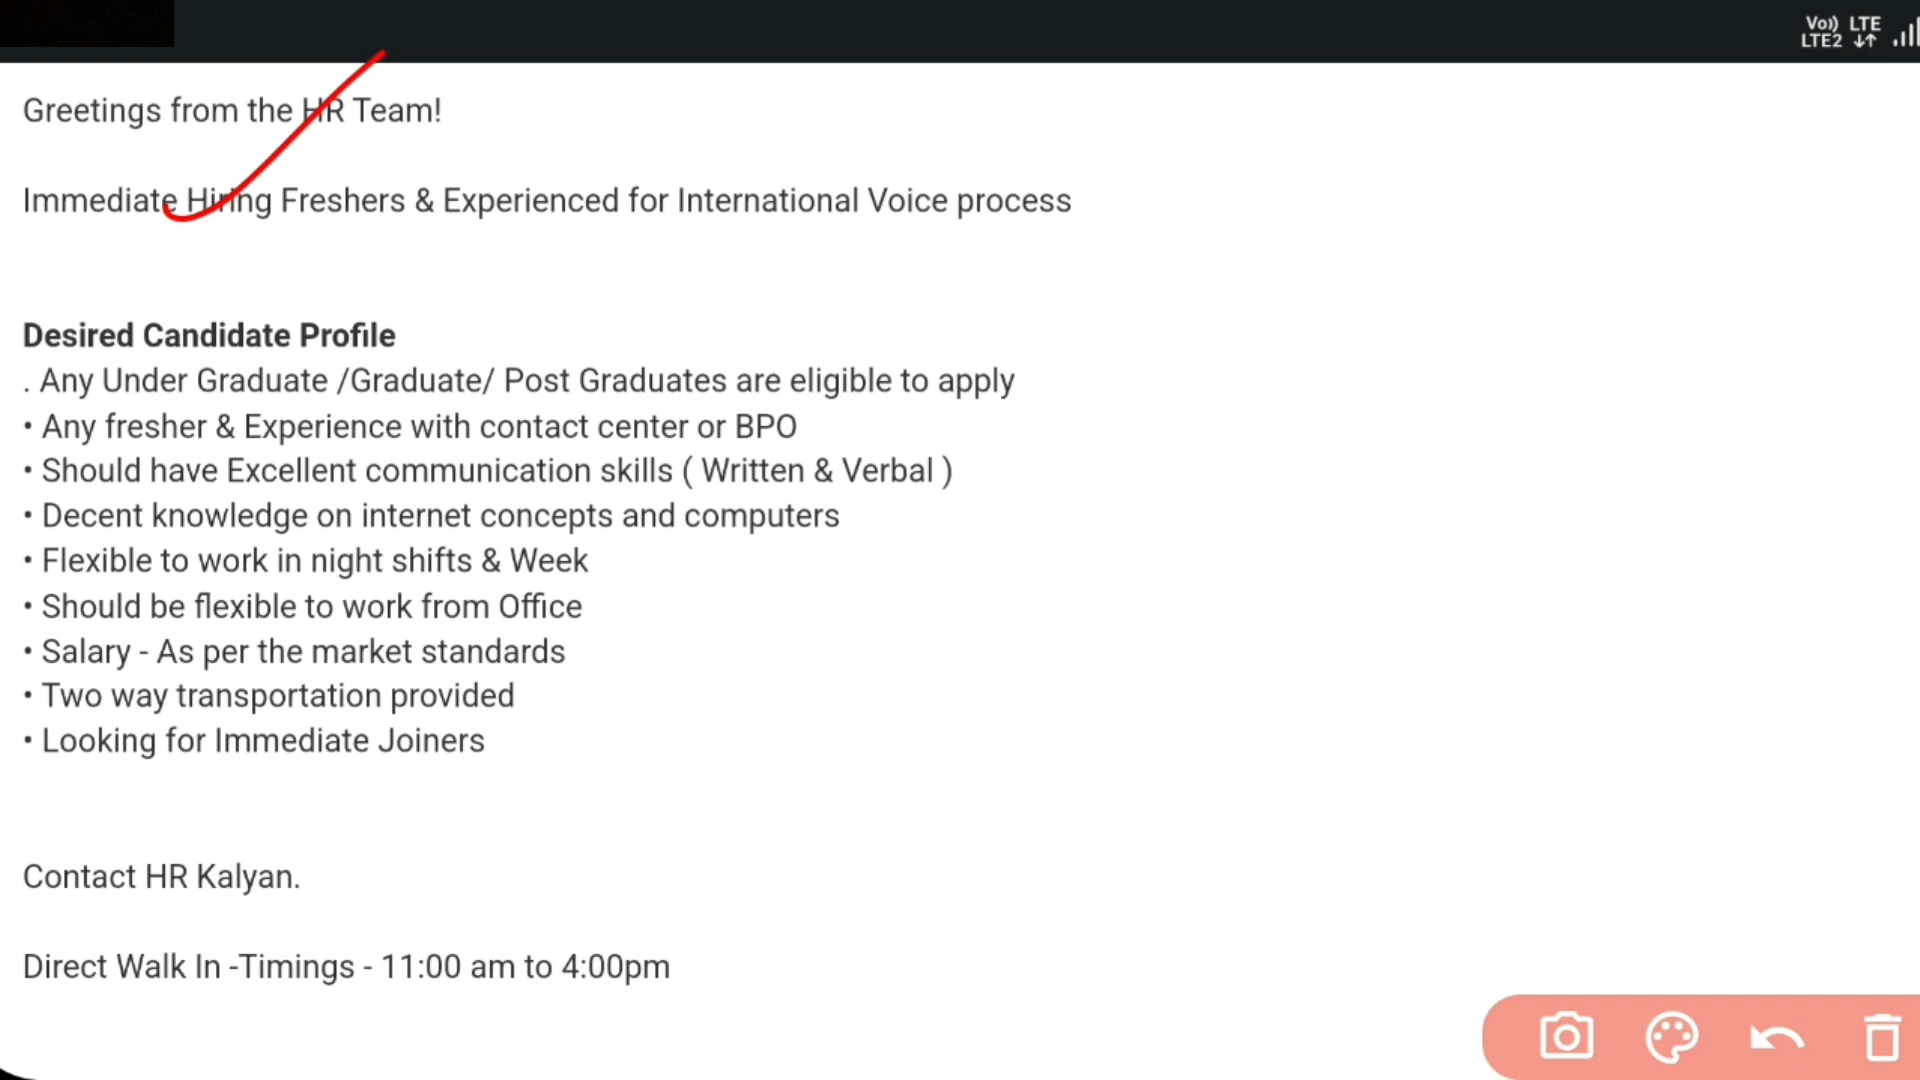 Vo)) LTE
LTE2
Greetings from the HR Team!
Immediate Hiring Freshers & Experienced for International Voice process
Desired Candidate Profile
. Any Under Graduate /Graduate/ Post Graduates are eligible to apply
• Any fresher & Experience with contact center or BPO
• Should have Excellent communication skills ( Written & Verbal )
• Decent knowledge on internet concepts and computers
• Flexible to work in night shifts & Week
• Should be flexible to work from Office
• Salary - As per the market standards
• Two way transportation provided
• Looking for Immediate Joiners
Contact HR Kalyan.
Direct Walk In -Timings - 11:00 am to 4:00pm